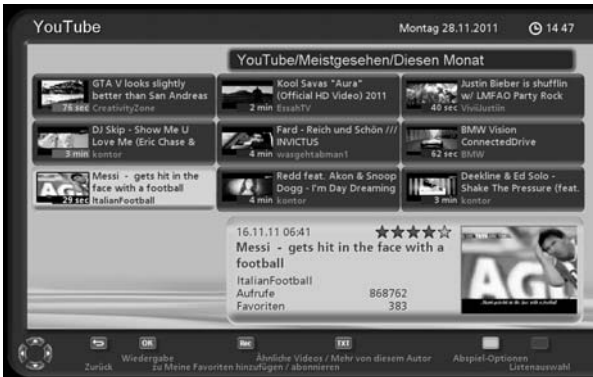 YouTube
Montag 28.11.2011
14 47
YouTube/Meistgesehen/Diesen Monat
GTA V looks slightly
better than San Andreas
76 sec CreativityZone
Kool Savas "Aura"
(Official HD Video) 2011
2 min EssahTV
Justin Bieber is shufflin
w/ LMFAO Party Rock
40 sec ViviiJustiin
DJ Skip - Show Me U
Love Me (Eric Chase &
3 min kontor
Fard - Reich und Schön ///
INVICTUS
4 min wasgehtabman1
BMW Vision
ConnectedDrive
62 sec BMW
Messi - gets hit in the
face with a football
29 sec ItalianFootball
AG
Redd feat. Akon & Snoop
Dogg - I'm Day Dreaming
4 min kontor
Deekline & Ed Solo -
Shake The Pressure (feat.
3 min kontor
16.11.11 06:41
Messi - gets hit in the face with a
football
ItalianFootball
Aufrufe 868762
Favoriten 383
AGI
OK
Rec
TXT
Wiedergabe
Ähnliche Videos / Mehr von diesem Autor
Abspiel-Optionen
Zurück
zu Meine Favoriten hinzufügen / abonnieren
Listenauswahl